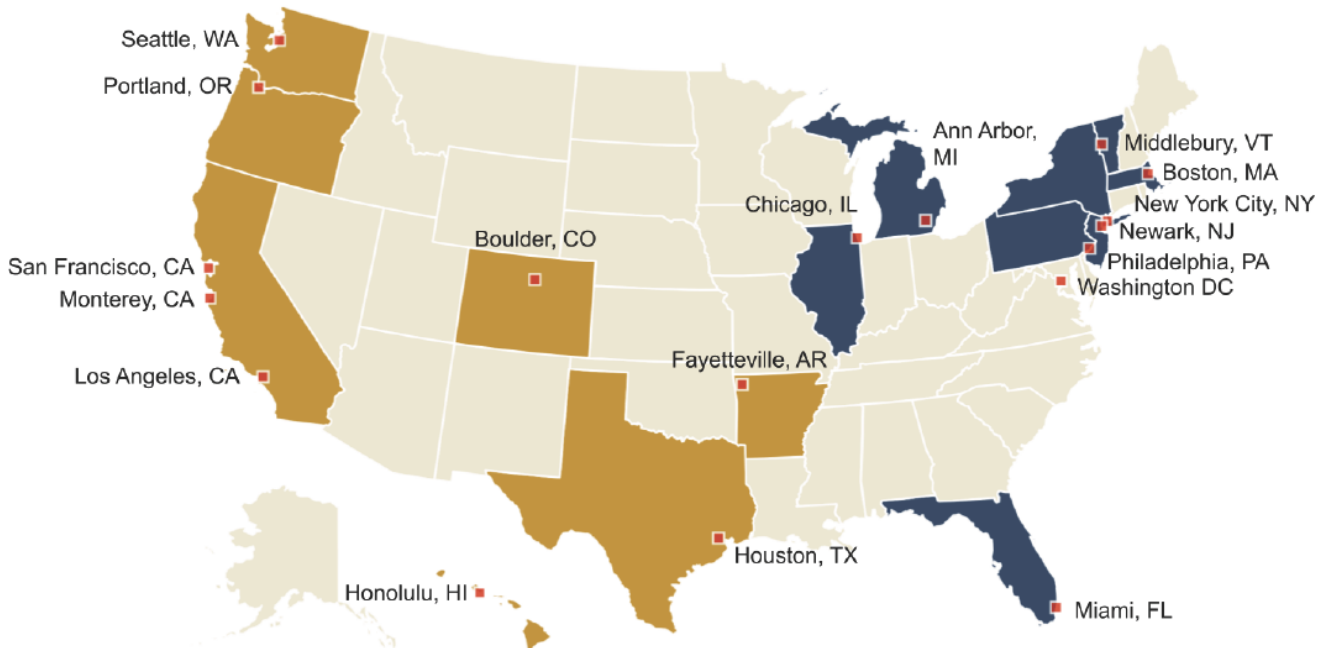 Seattle, WA
Portland, OR
Ann Arbor,
MI
Middlebury, VT
Boston, MA
Chicago, IL
New York City, NY
Newark, NJ
Boulder, CO
Philadelphia, PA
San Francisco, CA
Washington DC
Monterey, CA
Fayetteville, AR
Los Angeles, CA
Houston, TX
Honolulu, HI
Miami, FL